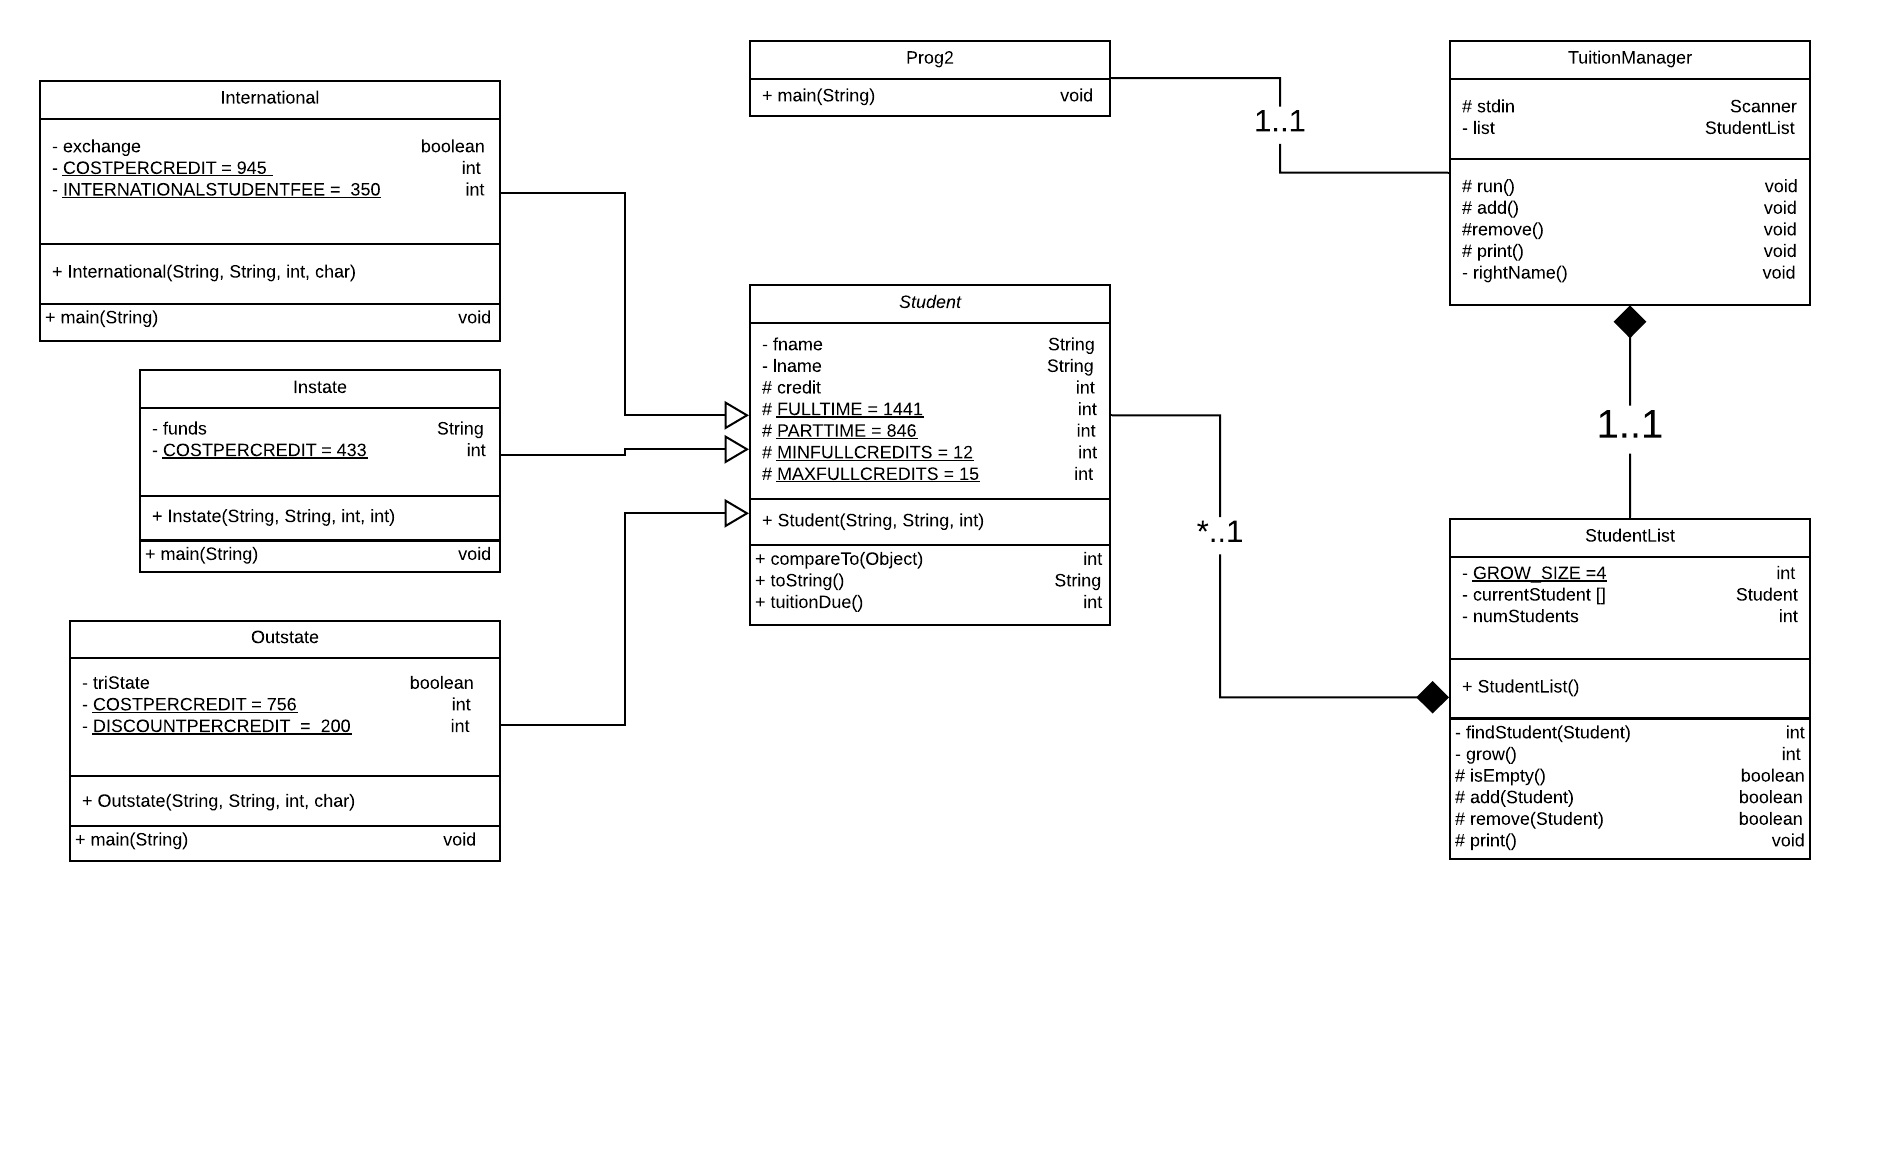 International
- exchange boolean
- COSTPERCREDIT = 945 int
- INTERNATIONALSTUDENTFEE =  350 int
+ International(String, String, int, char)
+ main(String) void
Instate
- funds String
- COSTPERCREDIT = 433 int
+ Instate(String, String, int, int)
+ main(String) void
Outstate
- triState boolean
- COSTPERCREDIT = 756 int
- DISCOUNTPERCREDIT  =  200 int
+ Outstate(String, String, int, char)
+ main(String) void
Prog2
+ main(String) void
Student
- fname String
- lname String
# credit int
# FULLTIME = 1441 int
# PARTTIME = 846 int
# MINFULLCREDITS = 12 int
# MAXFULLCREDITS = 15 int
+ Student(String, String, int)
+ compareTo(Object) int
+ toString() String
+ tuitionDue() int
1..1
*..1
TuitionManager
# stdin Scanner
- list StudentList
# run() void
# add() void
#remove() void
# print() void
- rightName() void
1..1
StudentList
- GROW_SIZE =4 int
- currentStudent [] Student
- numStudents int
+ StudentList()
- findStudent(Student) int
- grow() int
# isEmpty() boolean
# add(Student) boolean
# remove(Student) boolean
# print() void